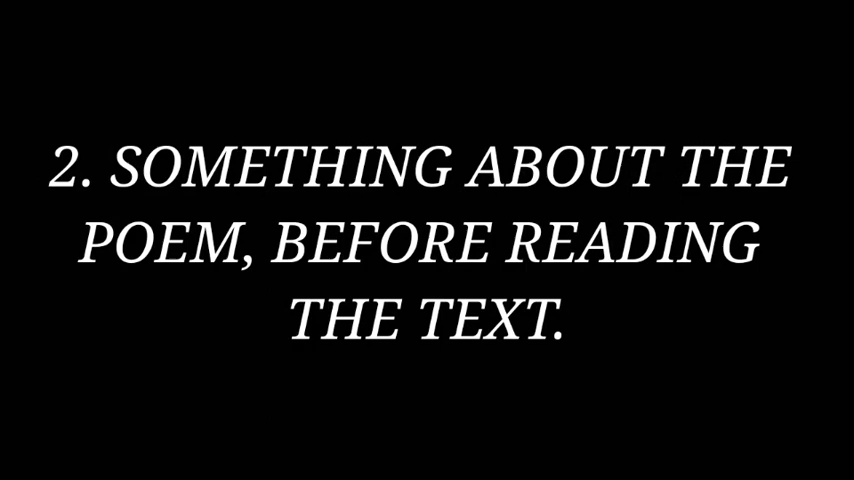 2. SOMETHING ABOUT THE
POEM, BEFORE READING
THE TEXT.